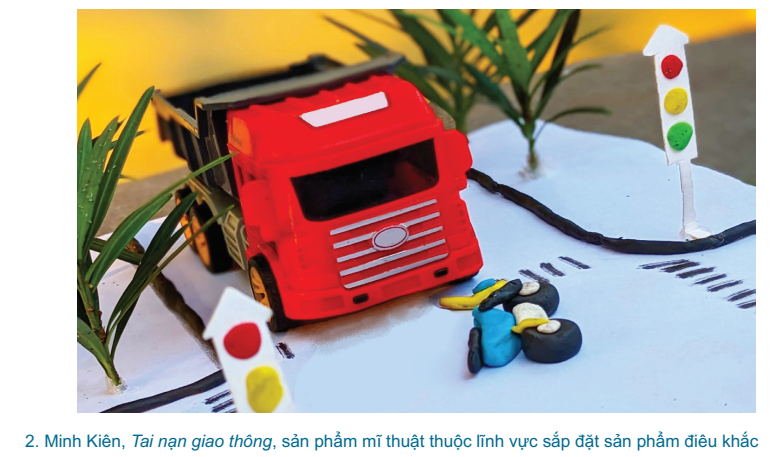 2. Minh Kiên, Tai nạn giao thông, sản phẩm mĩ thuật thuộc lĩnh vực sắp đặt sản phẩm điêu khắc